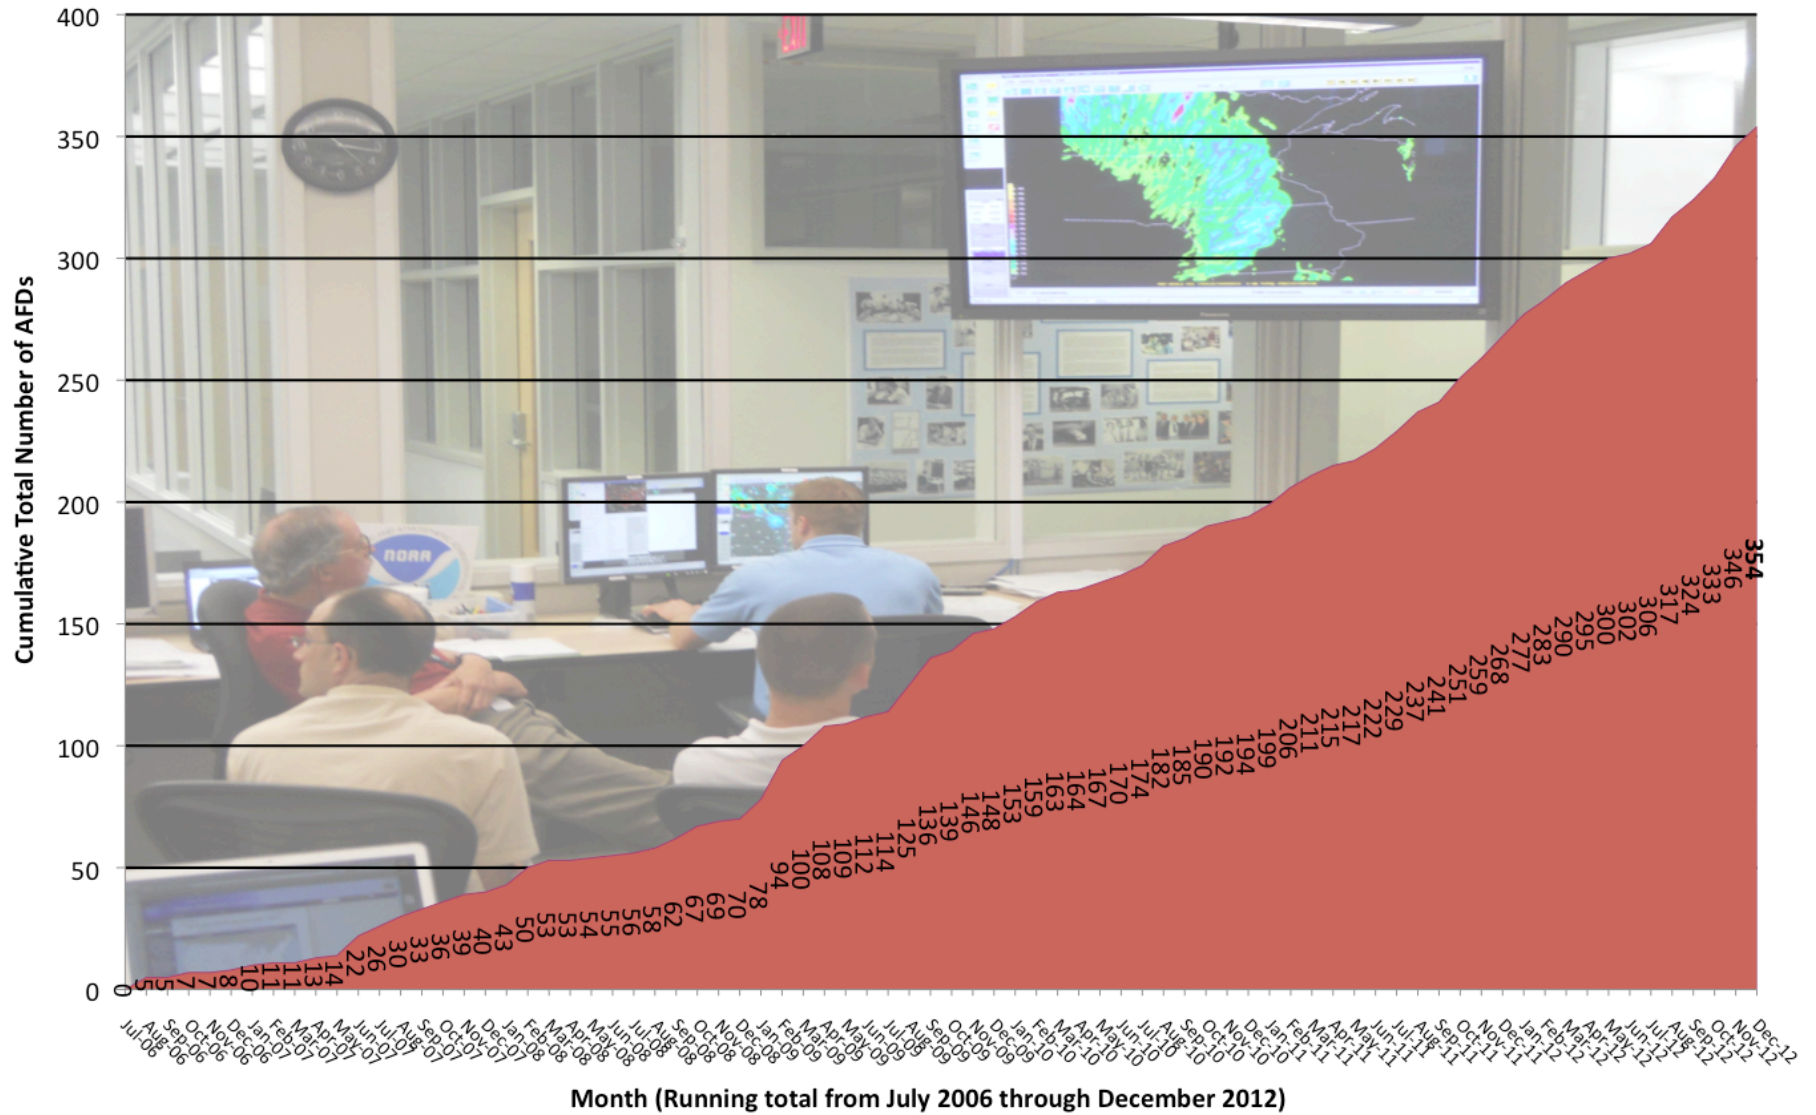 400
350
300
250
200
150
100
50
0
Cumulative Total Number of AFDs
NOAA
0 5 5 7 7 8 10 11 11 13 14 22 26 30 33 36 39 40 43 50 53 53 54 55 56 58 62 67 69 70 78 94 100 108 109 112 114 125 136 139 146 148 153 159 163 164 167 170 174 182 185 190 192 194 199 206 211 215 217 222 229 237 241 251 259 268 277 283 290 295 300 302 306 317 324 333 346 354
Jul-06 Aug-06 Sep-06 Oct-06 Nov-06 Dec-06 Jan-07 Feb-07 Mar-07 Apr-07 May-07 Jun-07 Jul-07 Aug-07 Sep-07 Oct-07 Nov-07 Dec-07 Jan-08 Feb-08 Mar-08 Apr-08 May-08 Jun-08 Jul-08 Aug-08 Sep-08 Oct-08 Nov-08 Dec-08 Jan-09 Feb-09 Mar-09 Apr-09 May-09 Jun-09 Jul-09 Aug-09 Sep-09 Oct-09 Nov-09 Dec-09 Jan-10 Feb-10 Mar-10 Apr-10 May-10 Jun-10 Jul-10 Aug-10 Sep-10 Oct-10 Nov-10 Dec-10 Jan-11 Feb-11 Mar-11 Apr-11 May-11 Jun-11 Jul-11 Aug-11 Sep-11 Oct-11 Nov-11 Dec-11 Jan-12 Feb-12 Mar-12 Apr-12 May-12 Jun-12 Jul-12 Aug-12 Sep-12 Oct-12 Nov-12 Dec-12
Month (Running total from July 2006 through December 2012)